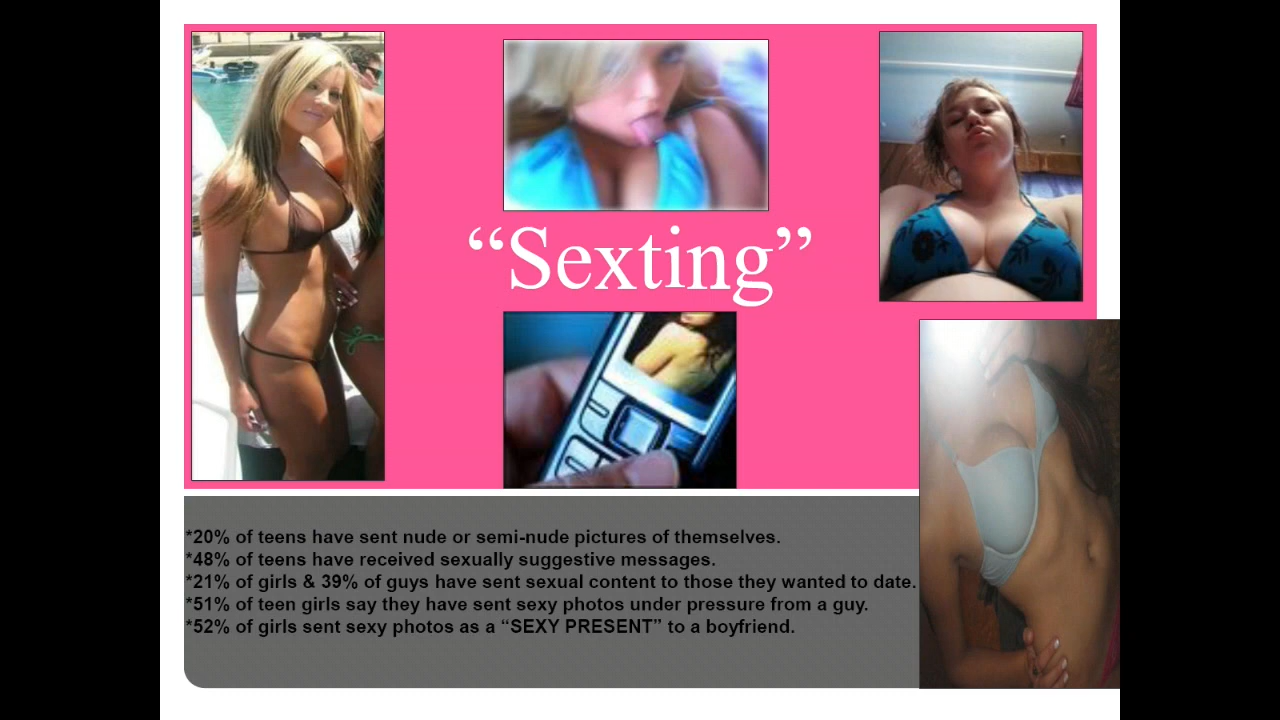 “Sexting”
*20% of teens have sent nude or semi-nude pictures of themselves.
*48% of teens have received sexually suggestive messages.
*21% of girls & 39% of guys have sent sexual content to those they wanted to date.
*51% of teen girls say they have sent sexy photos under pressure from a guy.
*52% of girls sent sexy photos as a “SEXY PRESENT” to a boyfriend.